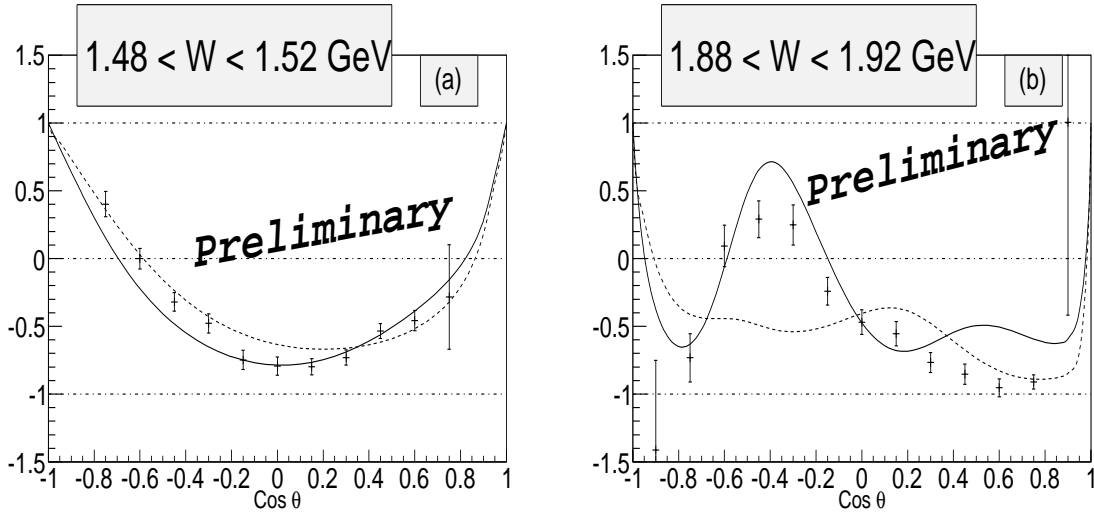 1.48 < W < 1.52 GeV
(a)
1.5
1
0.5
0
-0.5
-1
-1.5
Preliminary
-1 -0.8 -0.6 -0.4 -0.2 0 0.2 0.4 0.6 0.8 1
Cos θ
1.88 < W < 1.92 GeV
(b)
1.5
1
0.5
0
-0.5
-1
-1.5
Preliminary
-1 -0.8 -0.6 -0.4 -0.2 0 0.2 0.4 0.6 0.8 1
Cos θ